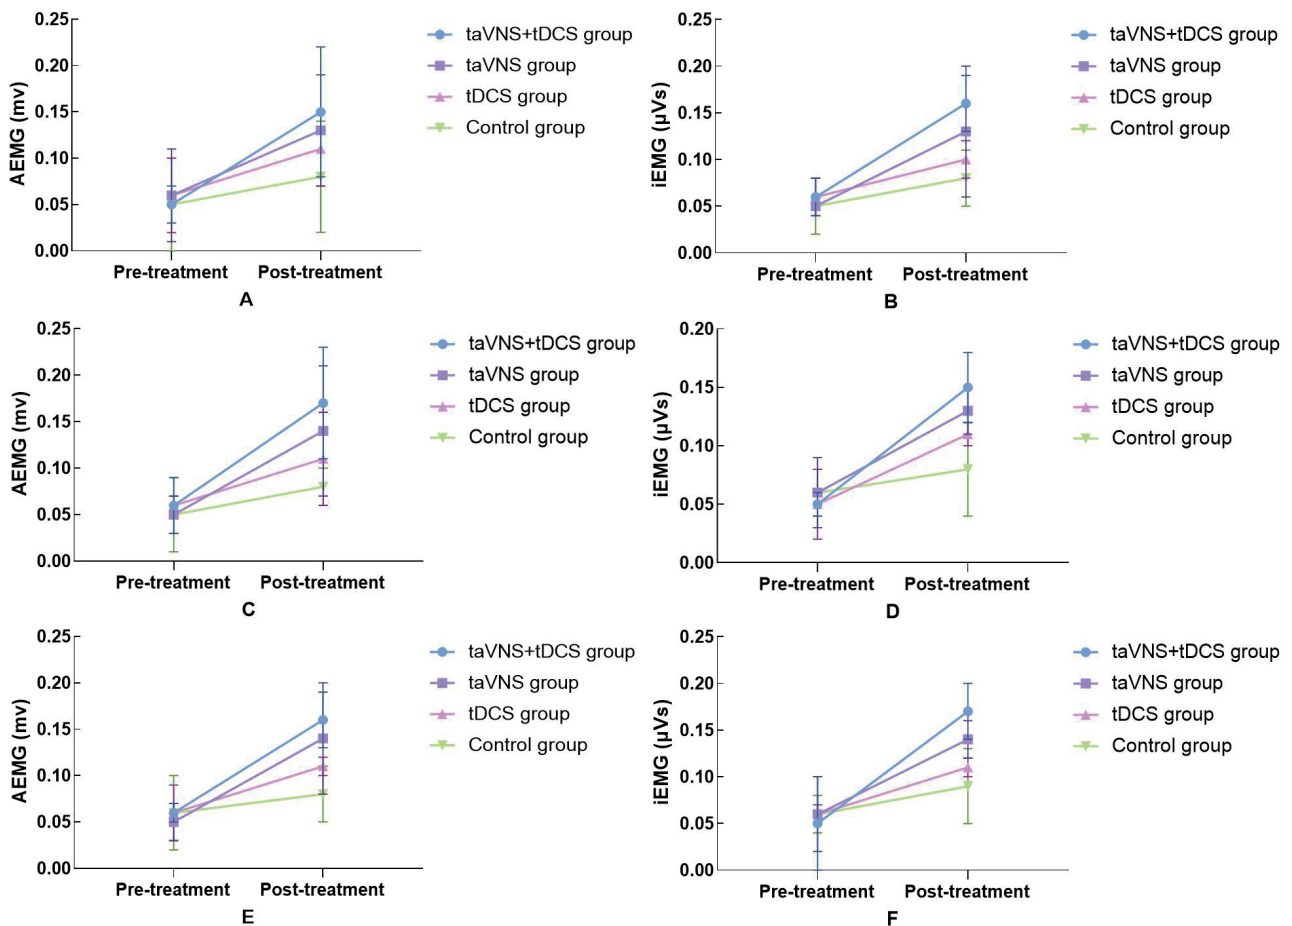 0.25
0.20
0.15
0.10
0.05
0.00
AEMG (mv)
Pre-treatment Post-treatment
taVNS+tDCS group
taVNS group
tDCS group
Control group
A
0.25
0.20
0.15
0.10
0.05
0.00
iEMG (μVs)
Pre-treatment Post-treatment
taVNS+tDCS group
taVNS group
tDCS group
Control group
B
0.25
0.20
0.15
0.10
0.05
0.00
AEMG (mv)
Pre-treatment Post-treatment
taVNS+tDCS group
taVNS group
tDCS group
Control group
C
0.20
0.15
0.10
0.05
0.00
iEMG (μVs)
Pre-treatment Post-treatment
taVNS+tDCS group
taVNS group
tDCS group
Control group
D
0.25
0.20
0.15
0.10
0.05
0.00
AEMG (mv)
Pre-treatment Post-treatment
taVNS+tDCS group
taVNS group
tDCS group
Control group
E
0.25
0.20
0.15
0.10
0.05
0.00
iEMG (μVs)
Pre-treatment Post-treatment
taVNS+tDCS group
taVNS group
tDCS group
Control group
F